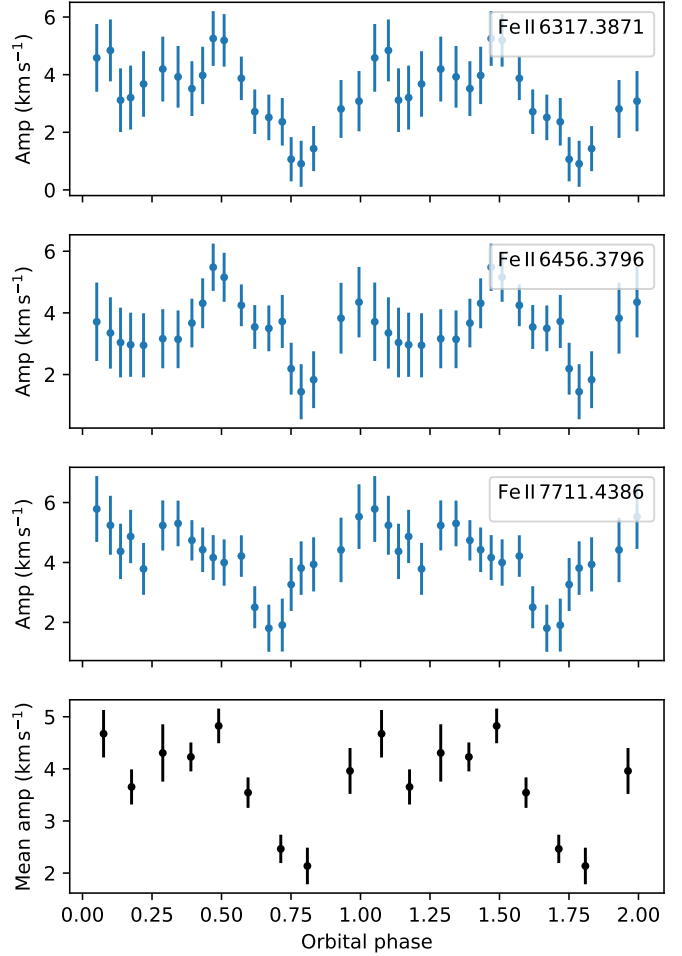 Fe II 6317.3871
Amp (km s⁻¹)
6
4
2
0
Fe II 6456.3796
Amp (km s⁻¹)
6
4
2
Fe II 7711.4386
Amp (km s⁻¹)
6
4
2
Mean amp (km s⁻¹)
5
4
3
2
0.00 0.25 0.50 0.75 1.00 1.25 1.50 1.75 2.00
Orbital phase